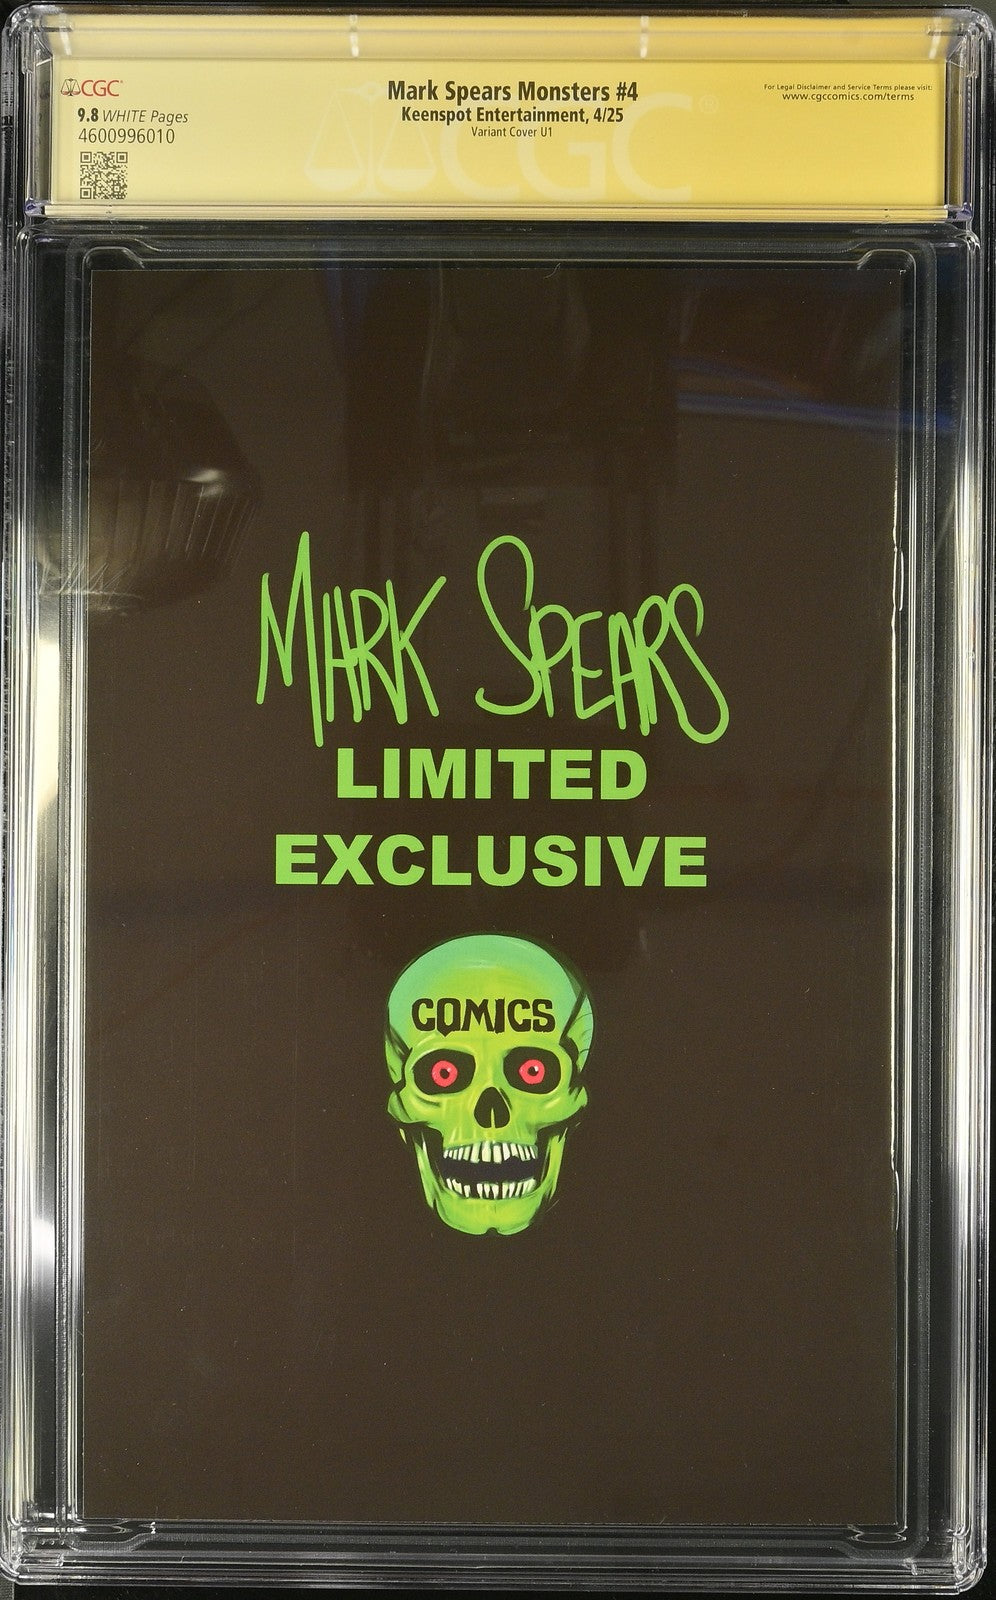 CGC
9.8 WHITE Pages
4600996010
Mark Spears Monsters #4
Keenspot Entertainment, 4/25
Variant Cover U1
For Legal Disclaimer and Service Terms please visit:
www.cgccomics.com/terms
CGC®
MARK SPEARS
LIMITED
EXCLUSIVE
COMICS